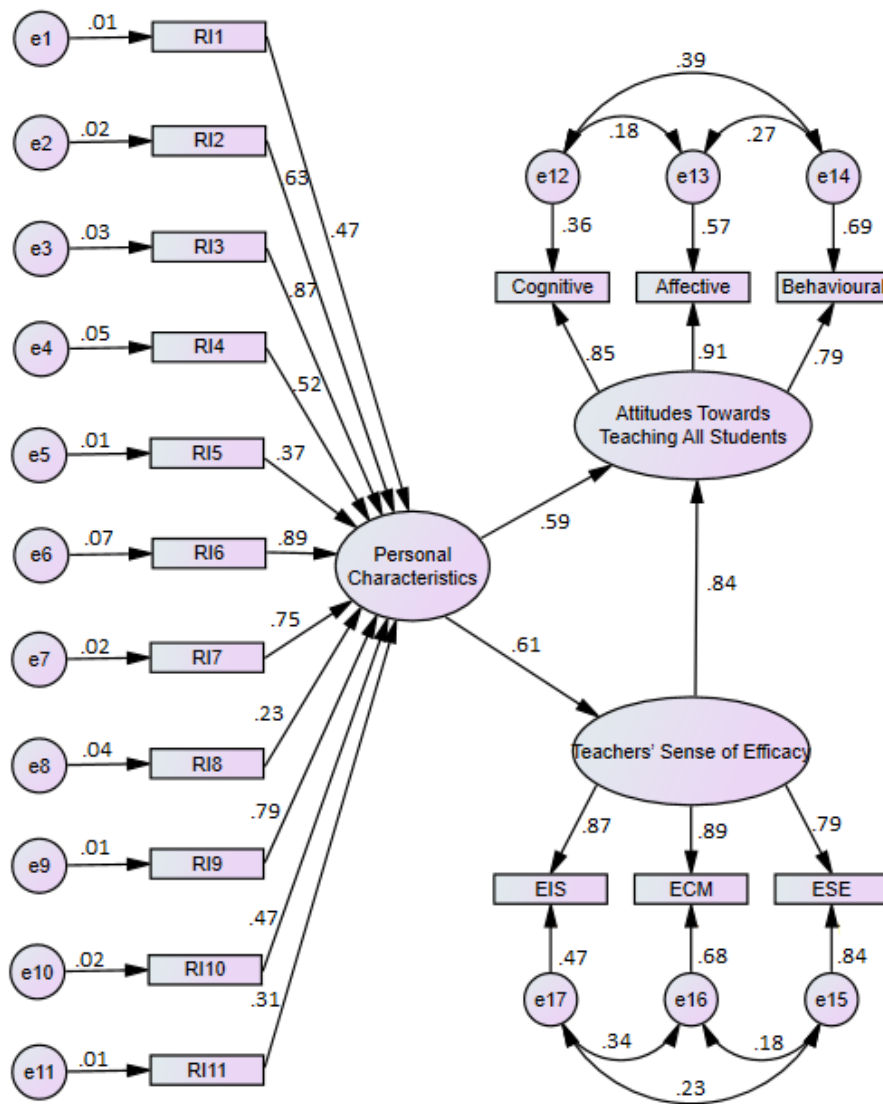 e1
.01
RI1
e2
.02
RI2
e3
.03
RI3
e4
.05
RI4
e5
.01
RI5
e6
.07
RI6
e7
.02
RI7
e8
.04
RI8
e9
.01
RI9
e10
.02
RI10
e11
.01
RI11
.47
63
.87
.52
.37
.89
.75
.23
.79
.47
.31
Personal
Characteristics
.59
.61
.84
.39
.18
.27
e12
e13
e14
.36
.57
.69
Cognitive
Affective
Behavioural
.85
.91
.79
Attitudes Towards
Teaching All Students
Teachers' Sense of Efficacy
.87
.89
.79
EIS
ECM
ESE
.47
.68
.84
e17
e16
e15
.34
.18
.23